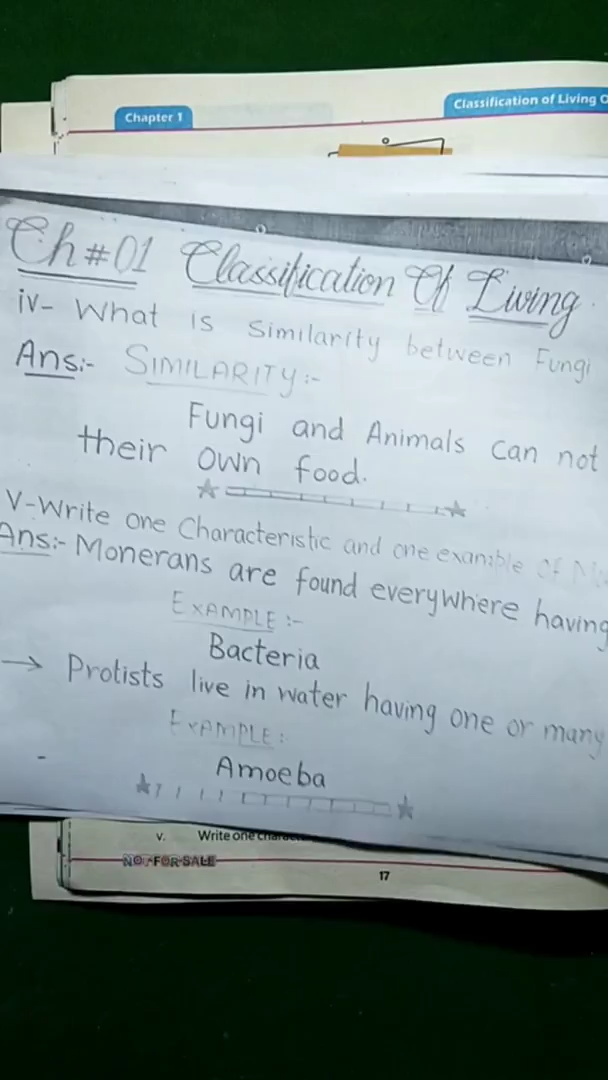 Chapter 1
Classification of Living O
Ch # 01 Classification Of Living
iv- What is Similarity between Fungi
Ans:- SIMILARITY:-
Fungi and Animals can not
their own food.
V- Write one Characteristic and one example of
Ans:- Monerans are found everywhere having
EXAMPLE:-
Bacteria
→ Protists live in water having one or many
EXAMPLE:
Amoeba
v. Write one
NOT FOR SALE
17